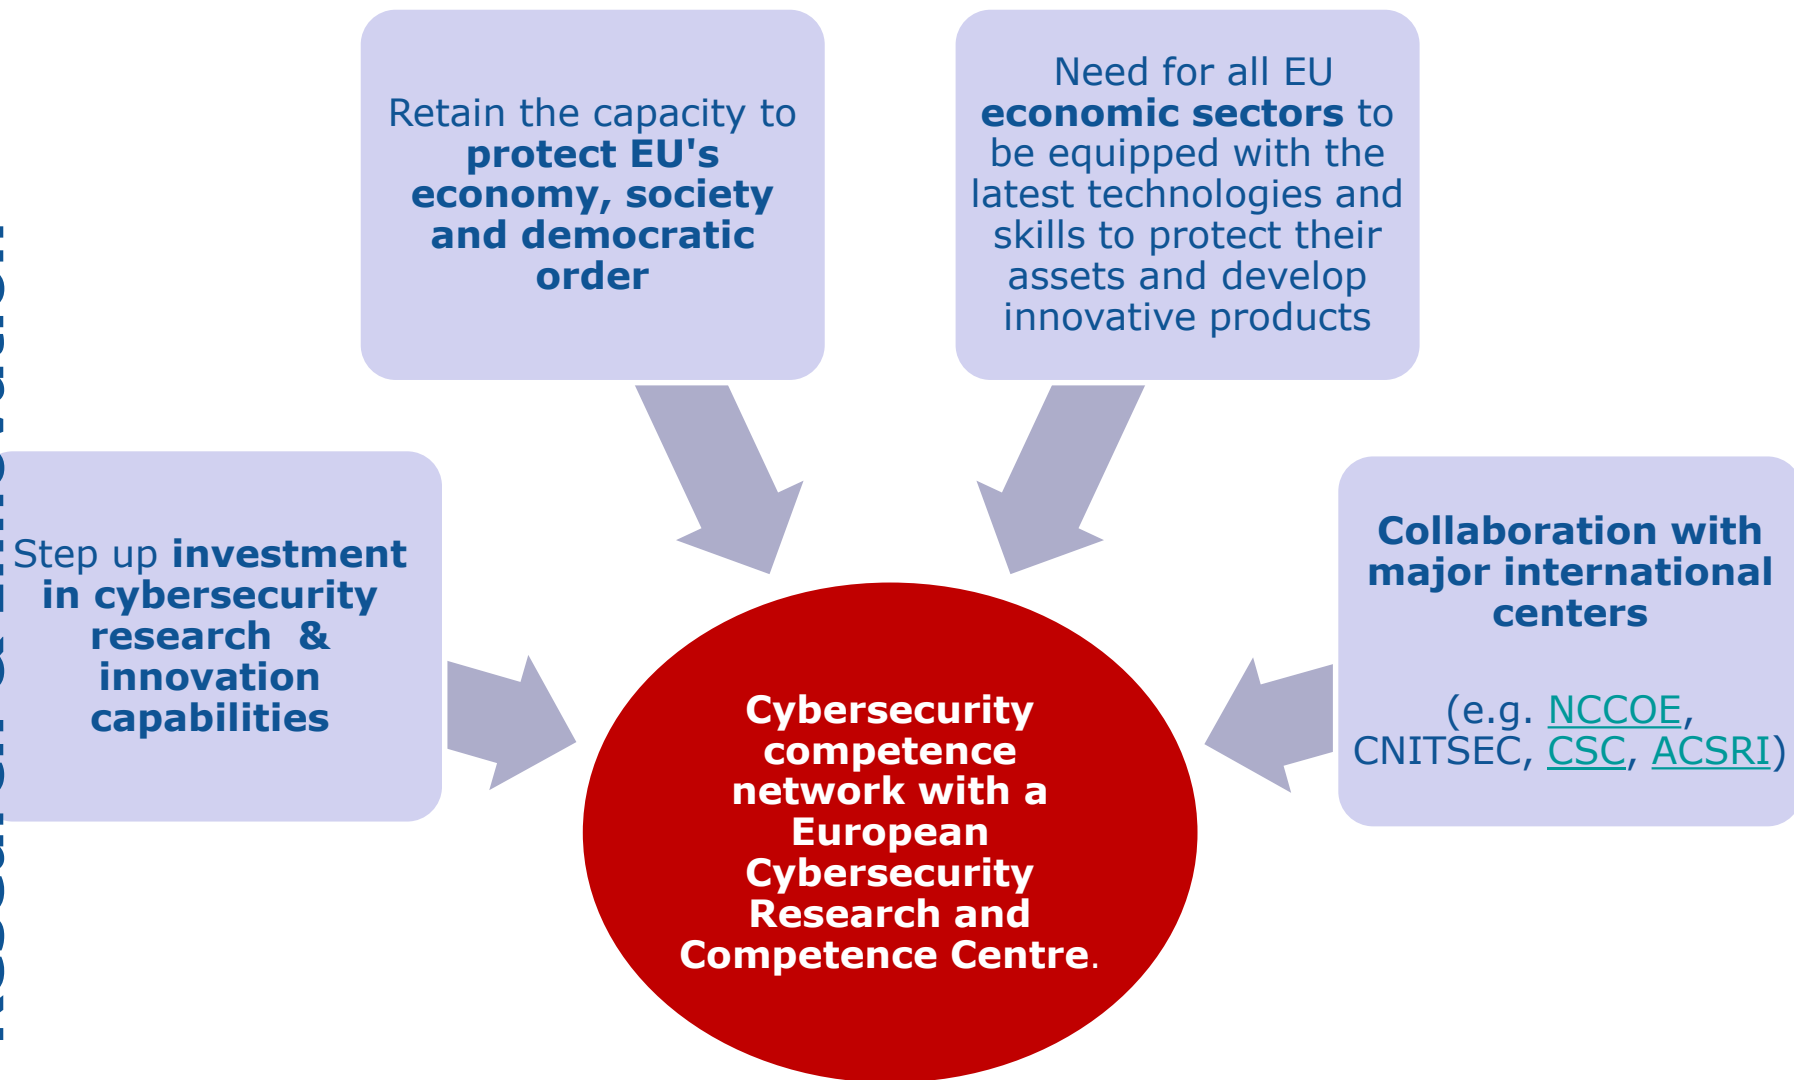 Retain the capacity to
protect EU's
economy, society
and democratic
order
Need for all EU
economic sectors to
be equipped with the
latest technologies and
skills to protect their
assets and develop
innovative products
Step up investment
in cybersecurity
research & innovation
capabilities
Collaboration with
major international
centers
(e.g. NCCOE,
CNITSEC, CSC, ACSRI)
Cybersecurity
competence
network with a
European
Cybersecurity
Research and
Competence Centre.